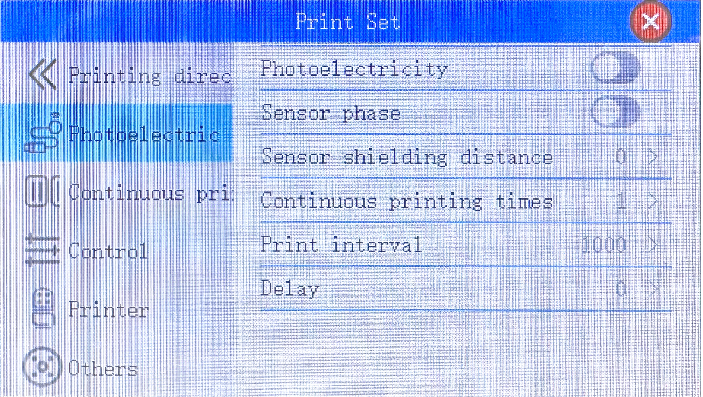 Print Set
Printing direc
Photoelectric
Continuous pri
Control
Printer
Others
Photoelectricity
Sensor phase
Sensor shielding distance 0
Continuous printing times 1
Print interval 1000
Delay 0